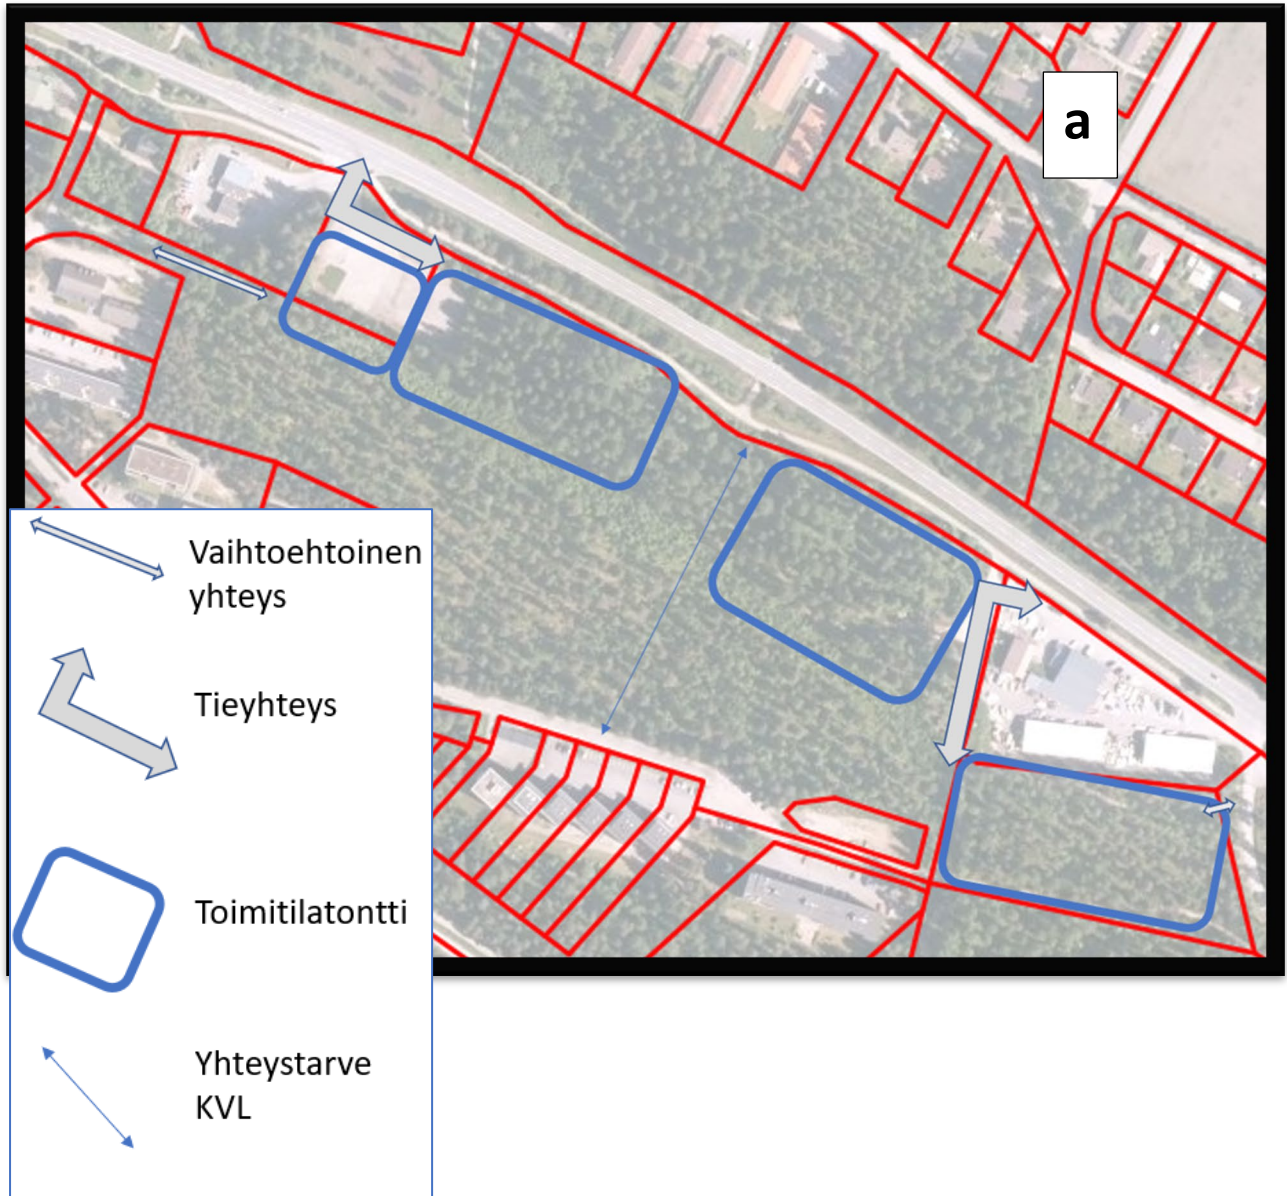 a
Vaihtoehtoinen
yhteys
Tieyhteys
Toimitilatontti
Yhteystarve
KVL